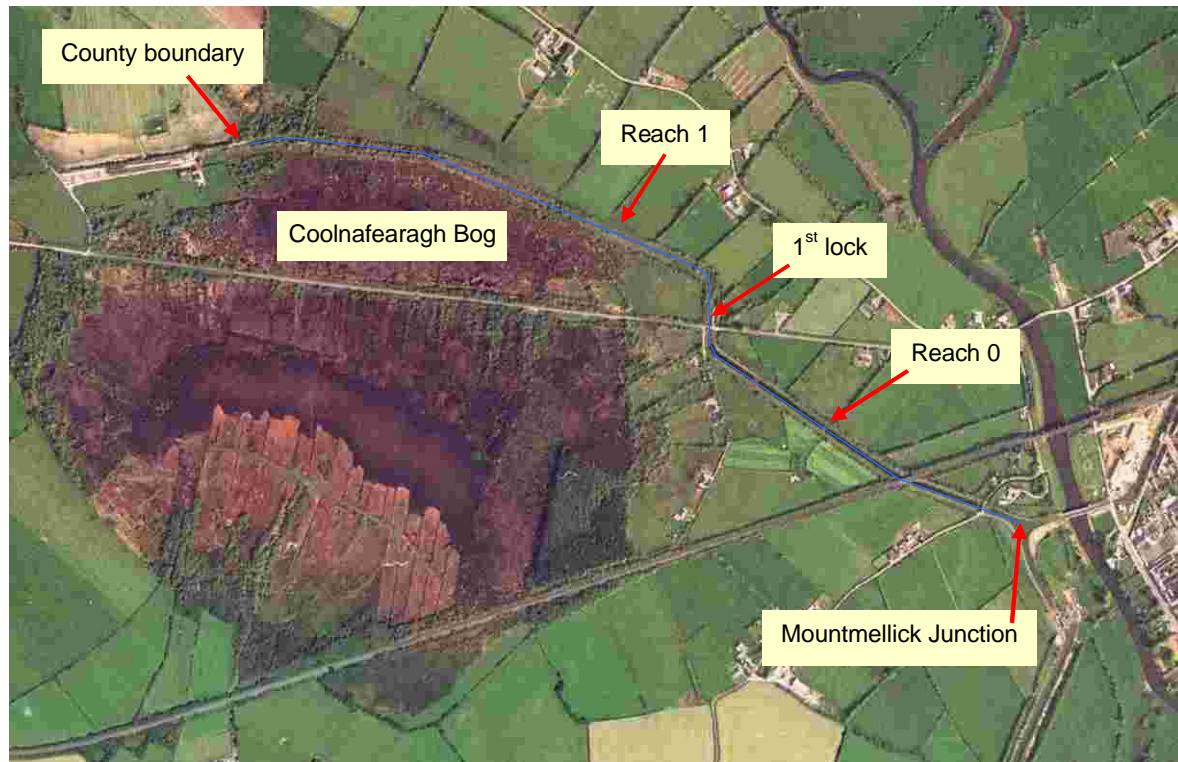 County boundary
Reach 1
Coolnafearagh Bog
1st lock
Reach 0
Mountmellick Junction